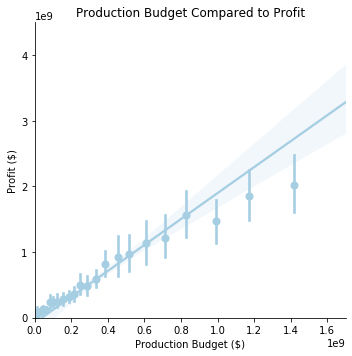 Production Budget Compared to Profit
1e9
4
3
2
1
0
Profit ($)
0.0 0.2 0.4 0.6 0.8 1.0 1.2 1.4 1.6
Production Budget ($)
1e9